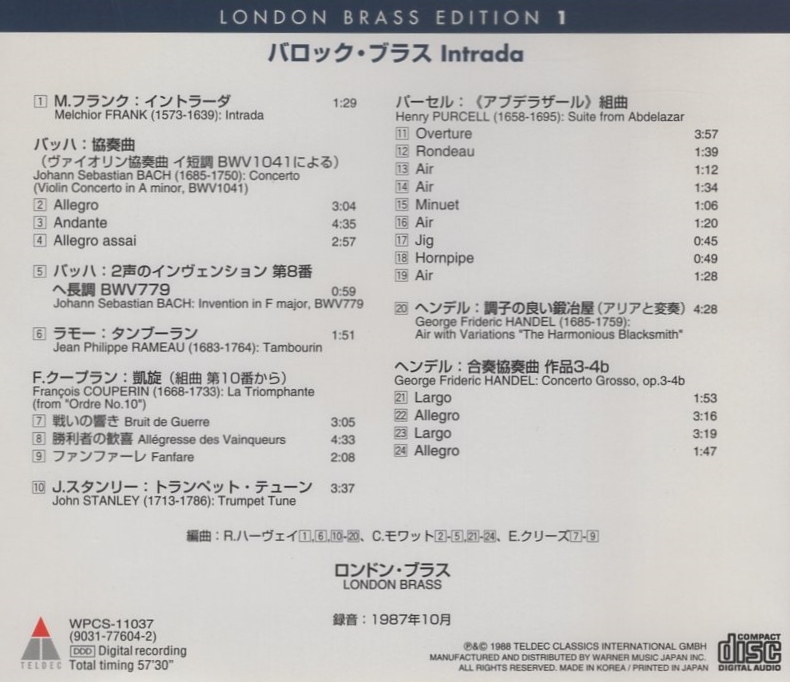 LONDON BRASS EDITION 1
バロック・ブラス Intrada
1 M.フランク：イントラーダ 1:29
Melchior FRANK (1573-1639): Intrada
バッハ：協奏曲
（ヴァイオリン協奏曲 イ短調 BWV1041による）
Johann Sebastian BACH (1685-1750): Concerto
(Violin Concerto in A minor, BWV1041)
2 Allegro 3:04
3 Andante 4:35
4 Allegro assai 2:57
5 バッハ：2声のインヴェンション 第8番
ヘ長調 BWV779 0:59
Johann Sebastian BACH: Invention in F major, BWV779
6 ラモー：タンブーラン 1:51
Jean Philippe RAMEAU (1683-1764): Tambourin
F.クープラン：凱旋（組曲 第10番から）
François COUPERIN (1668-1733): La Triomphante
(from "Ordre No.10")
7 戦いの響き Bruit de Guerre 3:05
8 勝利者の歓喜 Allégresse des Vainqueurs 4:33
9 ファンファーレ Fanfare 2:08
10 J.スタンリー：トランペット・テューン 3:37
John STANLEY (1713-1786): Trumpet Tune
パーセル：《アブデラザール》組曲
Henry PURCELL (1658-1695): Suite from Abdelazar
11 Overture 3:57
12 Rondeau 1:39
13 Air 1:12
14 Air 1:34
15 Minuet 1:06
16 Air 1:20
17 Jig 0:45
18 Hornpipe 0:49
19 Air 1:28
20 ヘンデル：調子の良い鍛冶屋（アリアと変奏） 4:28
George Frideric HANDEL (1685-1759):
Air with Variations "The Harmonious Blacksmith"
ヘンデル：合奏協奏曲 作品3-4b
George Frideric HANDEL: Concerto Grosso, op.3-4b
21 Largo 1:53
22 Allegro 3:16
23 Largo 3:19
24 Allegro 1:47
編曲：R.ハーヴェイ1,6,10-20、C.モワット2-5,21-24、E.クリーズ7-9
ロンドン・ブラス
LONDON BRASS
録音：1987年10月
TELDEC
WPCS-11037
(9031-77604-2)
DDD Digital recording
Total timing 57'30"
℗&© 1988 TELDEC CLASSICS INTERNATIONAL GMBH
MANUFACTURED AND DISTRIBUTED BY WARNER MUSIC JAPAN INC.
ALL RIGHTS RESERVED. MADE IN KOREA / PRINTED IN JAPAN
COMPACT
disc
DIGITAL AUDIO